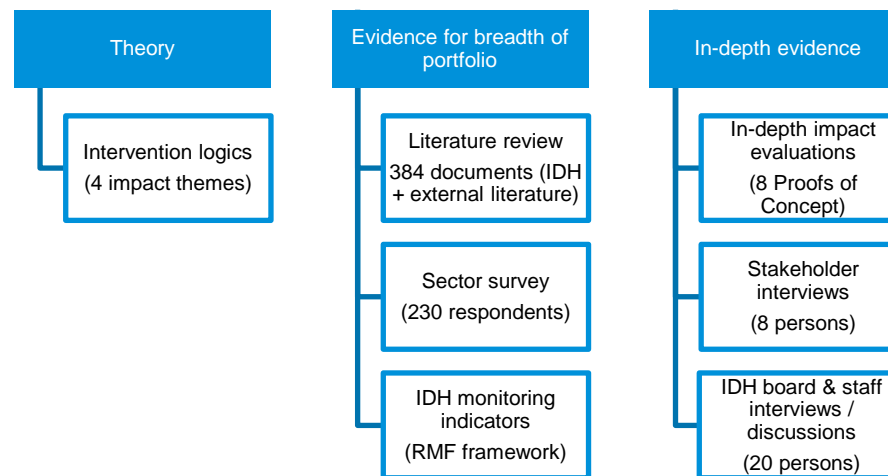 Theory
Intervention logics
(4 impact themes)
Evidence for breadth of
portfolio
Literature review
384 documents (IDH
+ external literature)
Sector survey
(230 respondents)
IDH monitoring
indicators
(RMF framework)
In-depth evidence
In-depth impact
evaluations
(8 Proofs of
Concept)
Stakeholder
interviews
(8 persons)
IDH board & staff
interviews /
discussions
(20 persons)